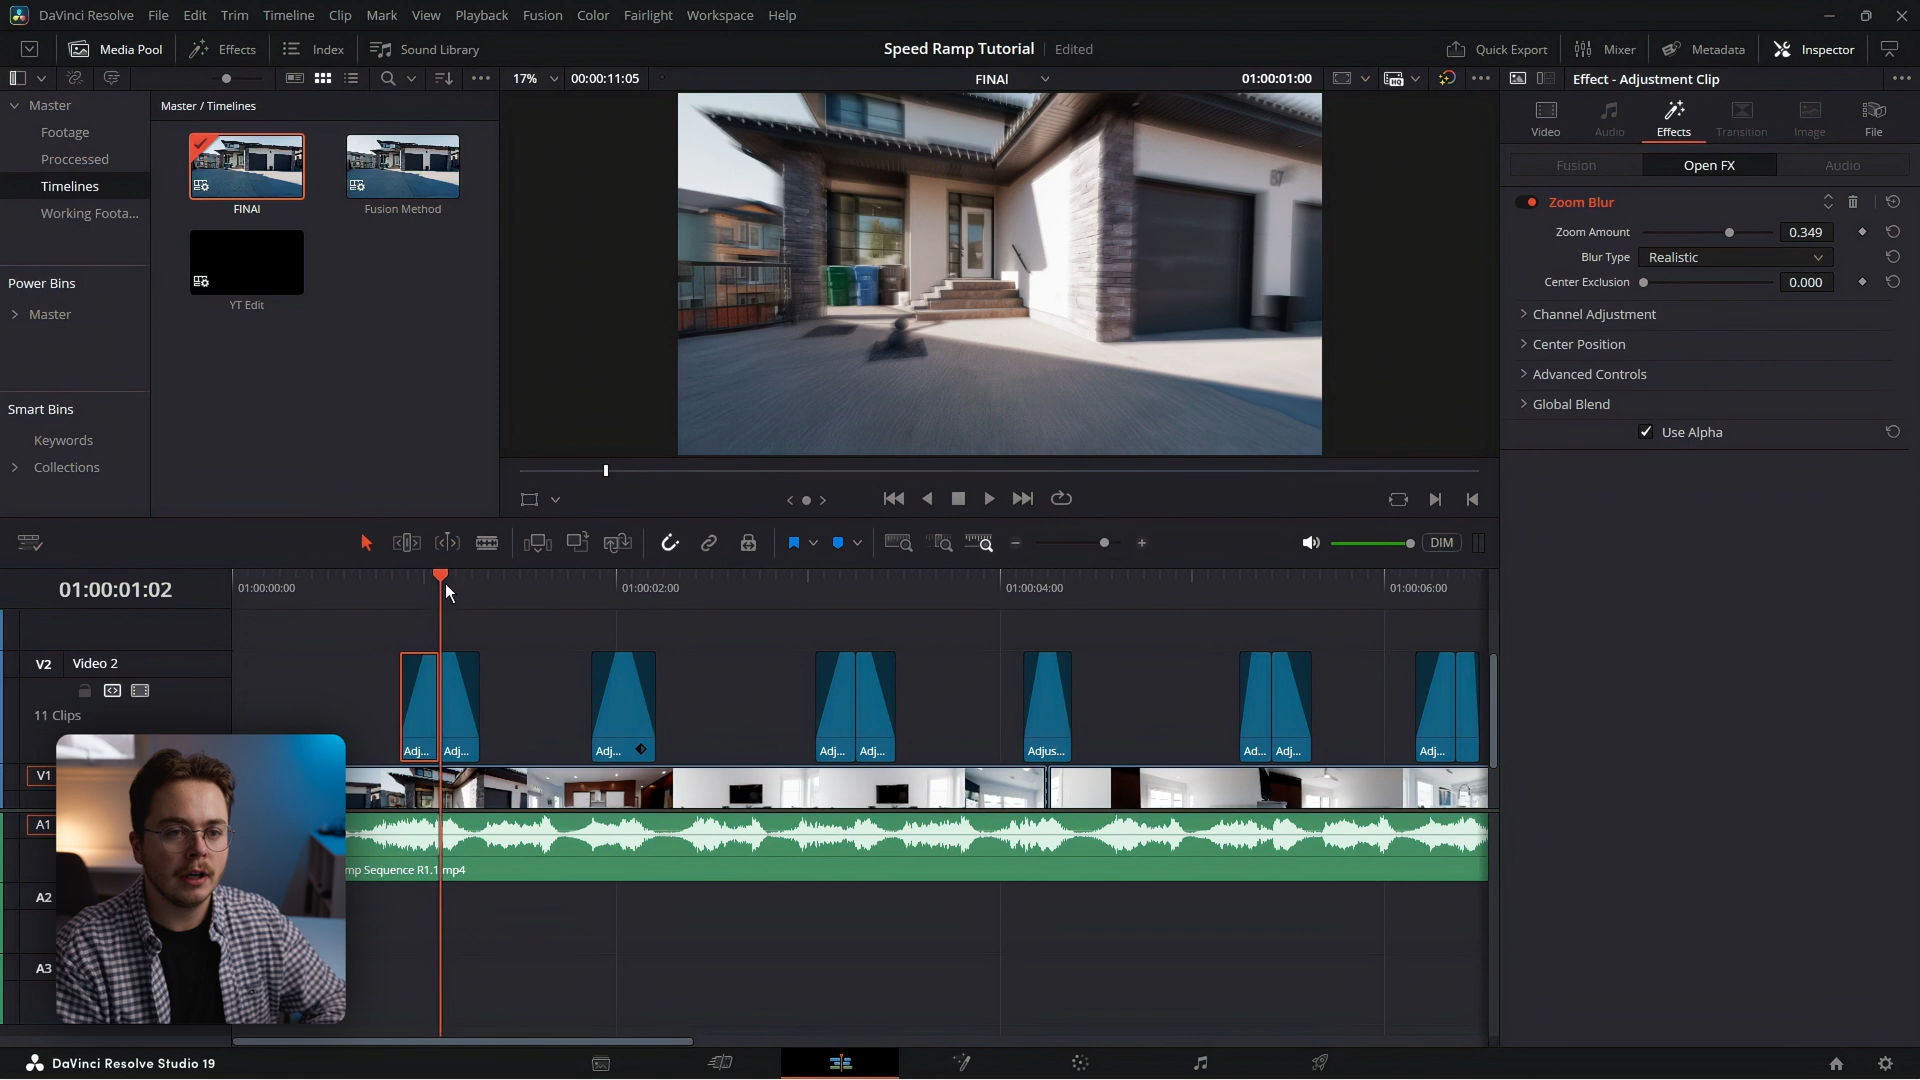 DaVinci Resolve File Edit Trim Timeline Clip Mark View Playback Fusion Color Fairlight Workspace Help
Media Pool Effects Index Sound Library Speed Ramp Tutorial Edited Quick Export Mixer Metadata Inspector
17% 00:00:11:05 FINAl 01:00:01:00 Effect - Adjustment Clip
Master
Footage
Proccessed
Timelines
Working Foota...
Power Bins
Master
Smart Bins
Keywords
Collections
Master / Timelines
FINAl
Fusion Method
YT Edit
87
Video Audio Effects Transition Image File
Fusion Open FX Audio
Zoom Blur
Zoom Amount 0.349
Blur Type Realistic
Center Exclusion 0.000
Channel Adjustment
Center Position
Advanced Controls
Global Blend
Use Alpha
DIM
01:00:01:02 01:00:00:00 01:00:02:00 01:00:04:00 01:00:06:00
V2 Video 2
11 Clips
Adj... Adj... Adj... Adj... Adj... Adjus... Ad... Adj... Adj...
V1
A1
mp Sequence R1.1.mp4
A2
A3
DaVinci Resolve Studio 19